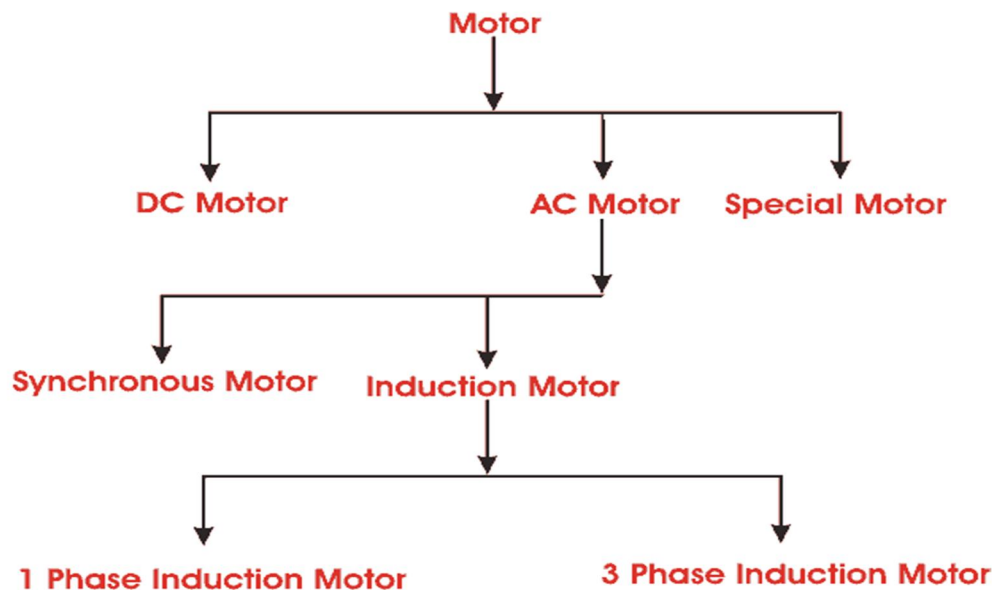 Motor
DC Motor
AC Motor
Special Motor
Synchronous Motor
Induction Motor
1 Phase Induction Motor
3 Phase Induction Motor